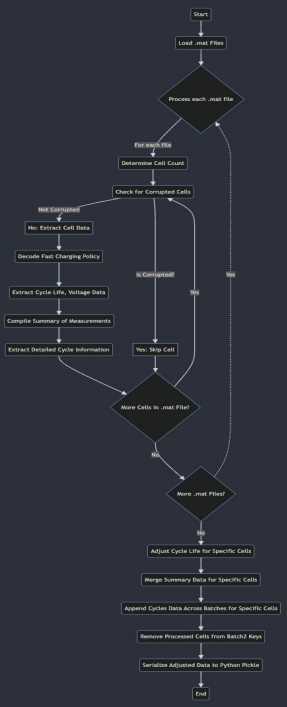 Start
Load .mat Files
Process each .mat file
For each file
Determine Cell Count
Check for Corrupted Cells
Not Corrupted
No: Extract Cell Data
Decode Fast Charging Policy
Is Corrupted?
Yes
Yes
Extract Cycle Life, Voltage Data
Compile Summary of Measurements
Extract Detailed Cycle Information
Yes: Skip Cell
More Cells in .mat File?
No
More .mat Files?
No
Adjust Cycle Life for Specific Cells
Merge Summary Data for Specific Cells
Append Cycles Data Across Batches for Specific Cells
Remove Processed Cells from Batch2 Keys
Serialize Adjusted Data to Python Pickle
End